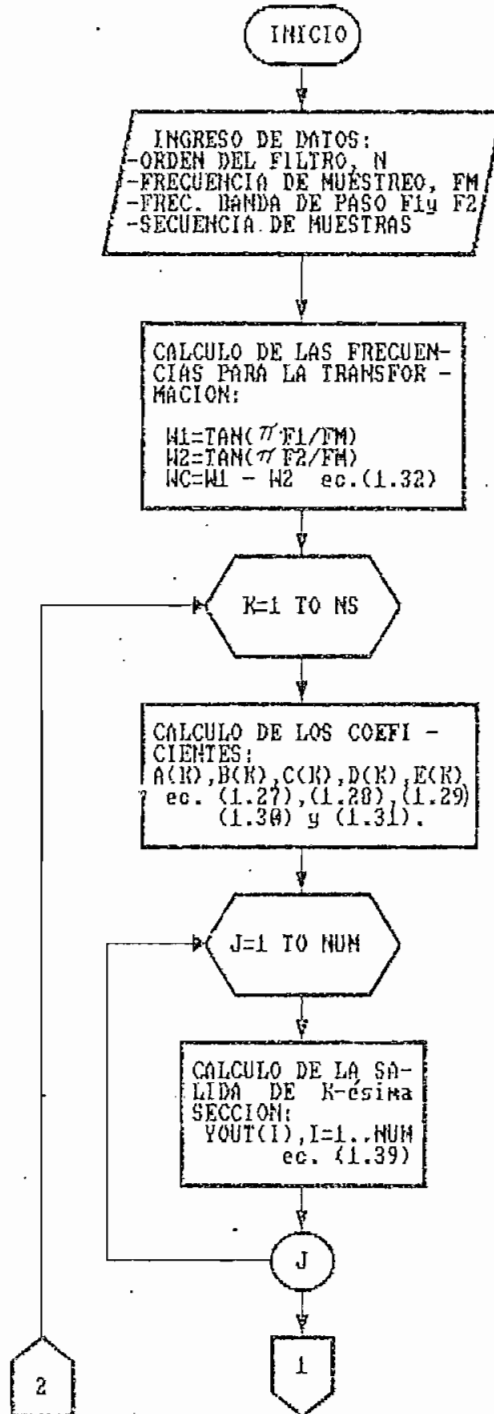 INICIO
INGRESO DE DATOS:
-ORDEN DEL FILTRO, N
-FRECUENCIA DE MUESTREO, FM
-FREC. BANDA DE PASO F1y F2
-SECUENCIA DE MUESTRAS
CALCULO DE LAS FRECUEN-
CIAS PARA LA TRANSFOR -
MACION:
W1=TAN(π F1/FM)
W2=TAN(π F2/FM)
WC=W1 - W2 ec.(1.32)
K=1 TO NS
CALCULO DE LOS COEFI -
CIENTES:
A(K),B(K),C(K),D(K),E(K)
ec. (1.27),(1.28),(1.29)
(1.30) y (1.31).
J=1 TO NUM
CALCULO DE LA SA-
LIDA DE K-ésima
SECCION:
YOUT(I),I=1..NUM
ec. (1.39)
J
1
2